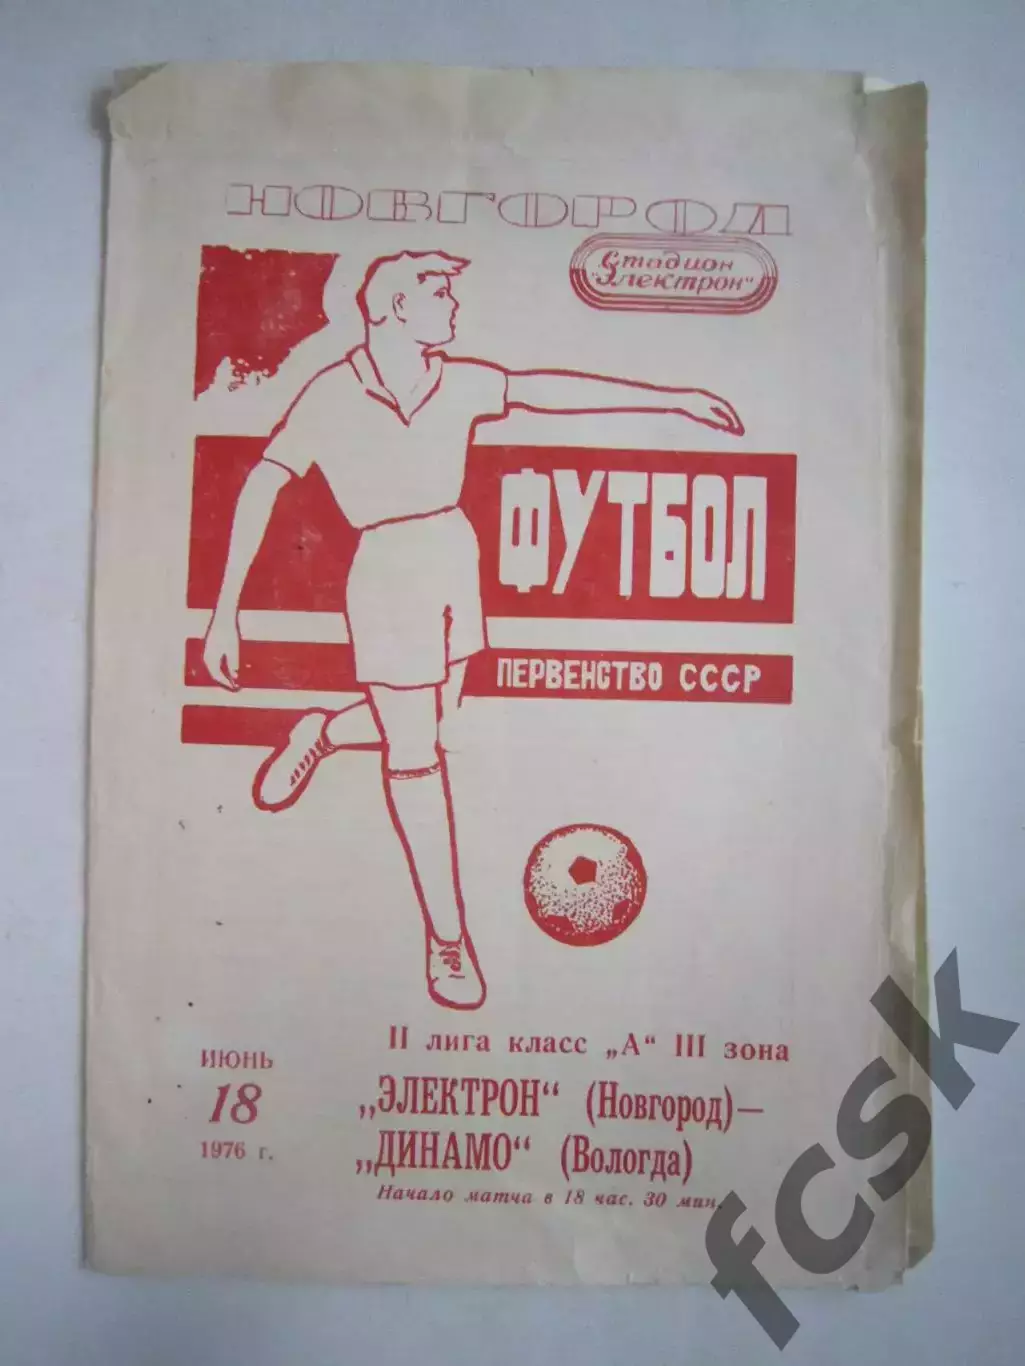 НОВГОРОД
Стадион
"Электрон"
ФУТБОЛ
ПЕРВЕНСТВО СССР
II лига класс „А“ III зона
ИЮНЬ
18
1976 г.
„ЭЛЕКТРОН“ (Новгород)—
„ДИНАМО“ (Вологда)
Начало матча в 18 час. 30 мин.
fcsk